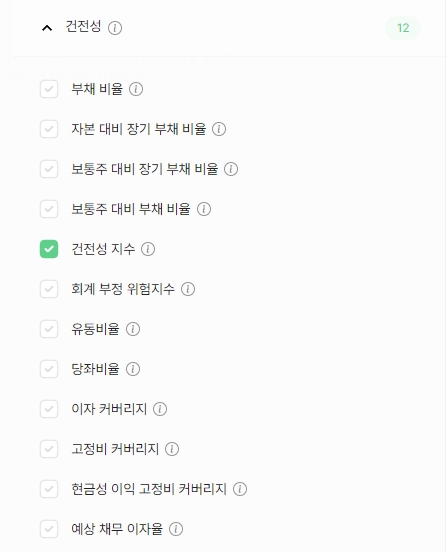 건전성 12
부채 비율
자본 대비 장기 부채 비율
보통주 대비 장기 부채 비율
보통주 대비 부채 비율
건전성 지수
회계 부정 위험지수
유동비율
당좌비율
이자 커버리지
고정비 커버리지
현금성 이익 고정비 커버리지
예상 채무 이자율